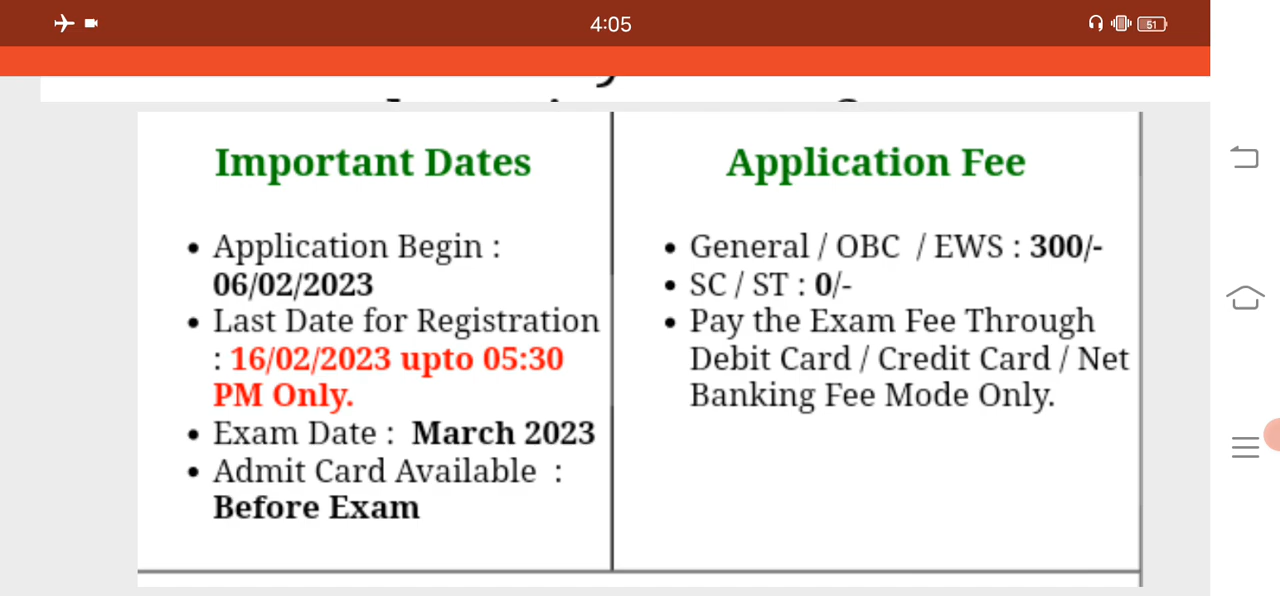 4:05
51
Important Dates
• Application Begin :
06/02/2023
• Last Date for Registration
: 16/02/2023 upto 05:30
PM Only.
• Exam Date : March 2023
• Admit Card Available :
Before Exam
Application Fee
• General / OBC / EWS : 300/-
• SC / ST : 0/-
• Pay the Exam Fee Through
Debit Card / Credit Card / Net
Banking Fee Mode Only.